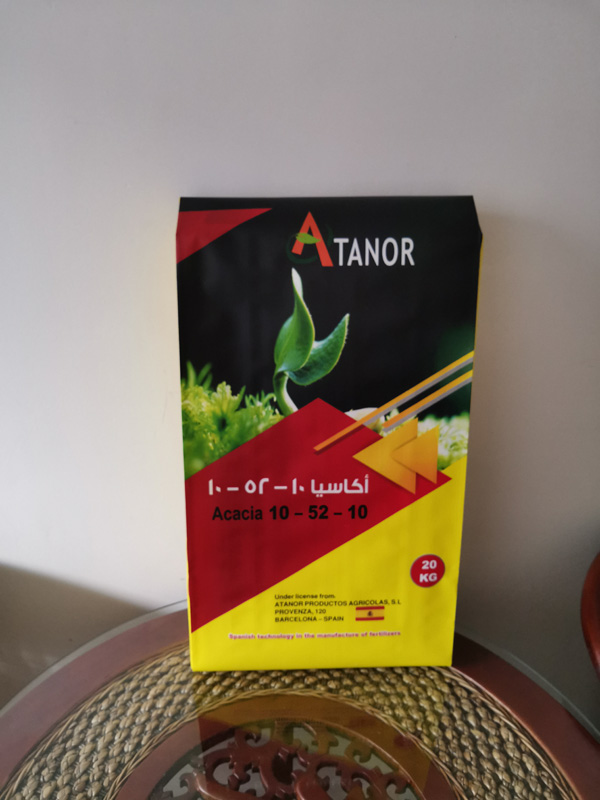 ATANOR
أكاسيا ١٠ – ٥٢ – ١٠
Acacia 10 – 52 – 10
20
KG
Under license from:
ATANOR PRODUCTOS AGRICOLAS, S.L
PROVENZA, 120
BARCELONA – SPAIN
Spanish technology in the manufacture of fertilizers